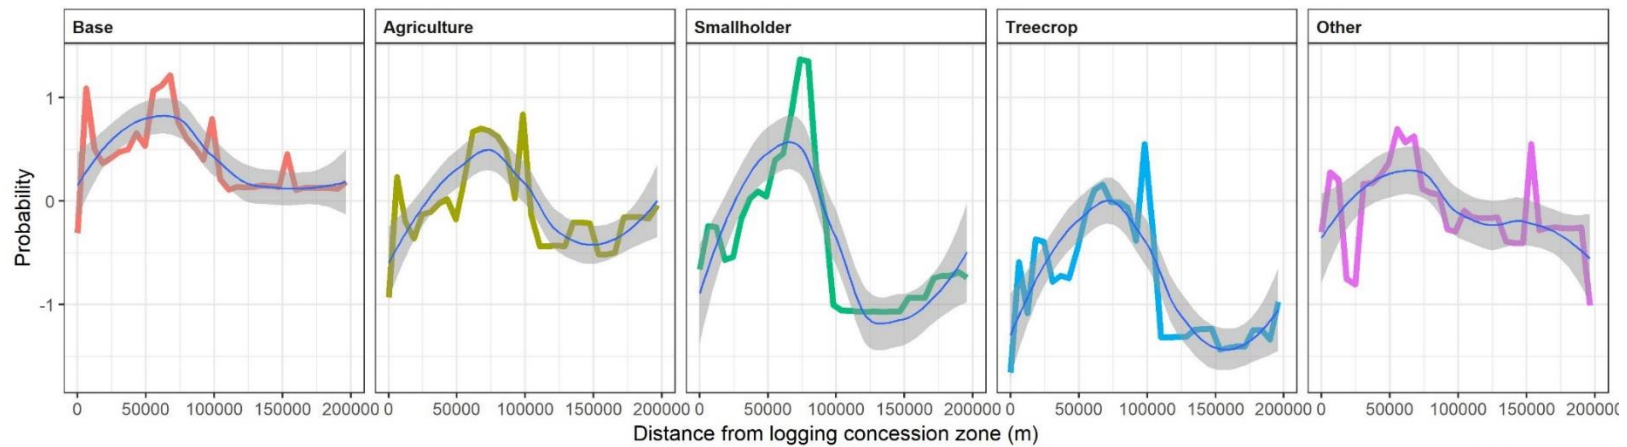 Base Agriculture Smallholder Treecrop Other
Probability
1
0
-1
0 50000 100000 150000 200000 0 50000 100000 150000 200000 0 50000 100000 150000 200000 0 50000 100000 150000 200000 0 50000 100000 150000 200000
Distance from logging concession zone (m)